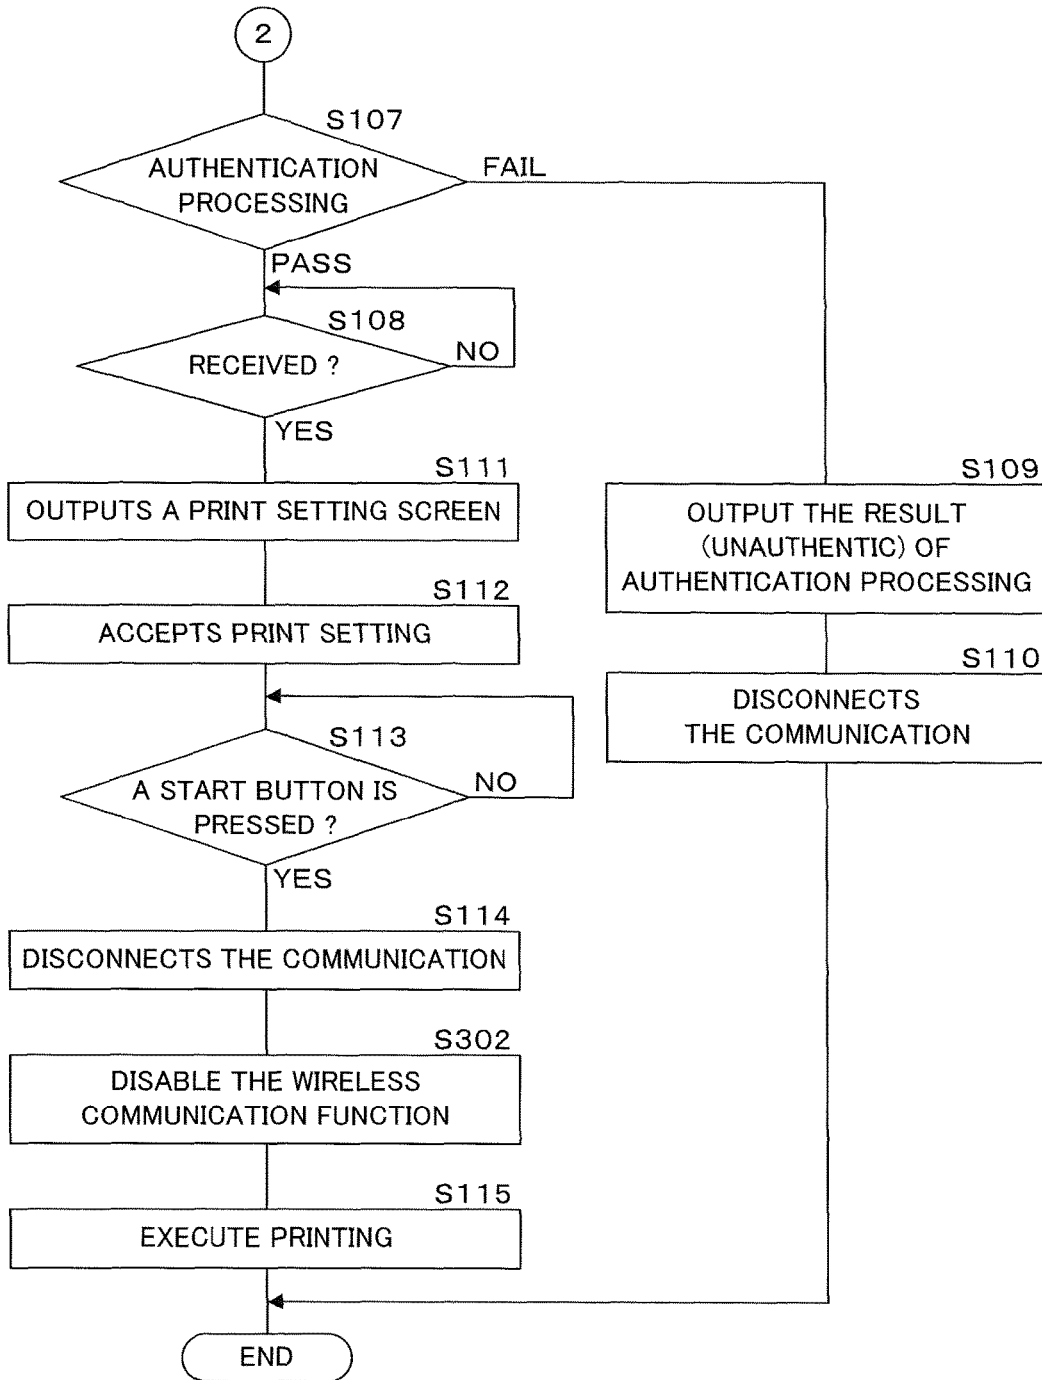 2
S107
AUTHENTICATION
PROCESSING
FAIL
PASS
S108
RECEIVED ?
NO
YES
S111
OUTPUTS A PRINT SETTING SCREEN
S112
ACCEPTS PRINT SETTING
S113
A START BUTTON IS
PRESSED ?
NO
YES
S114
DISCONNECTS THE COMMUNICATION
S302
DISABLE THE WIRELESS
COMMUNICATION FUNCTION
S115
EXECUTE PRINTING
S109
OUTPUT THE RESULT
(UNAUTHENTIC) OF
AUTHENTICATION PROCESSING
S110
DISCONNECTS
THE COMMUNICATION
END